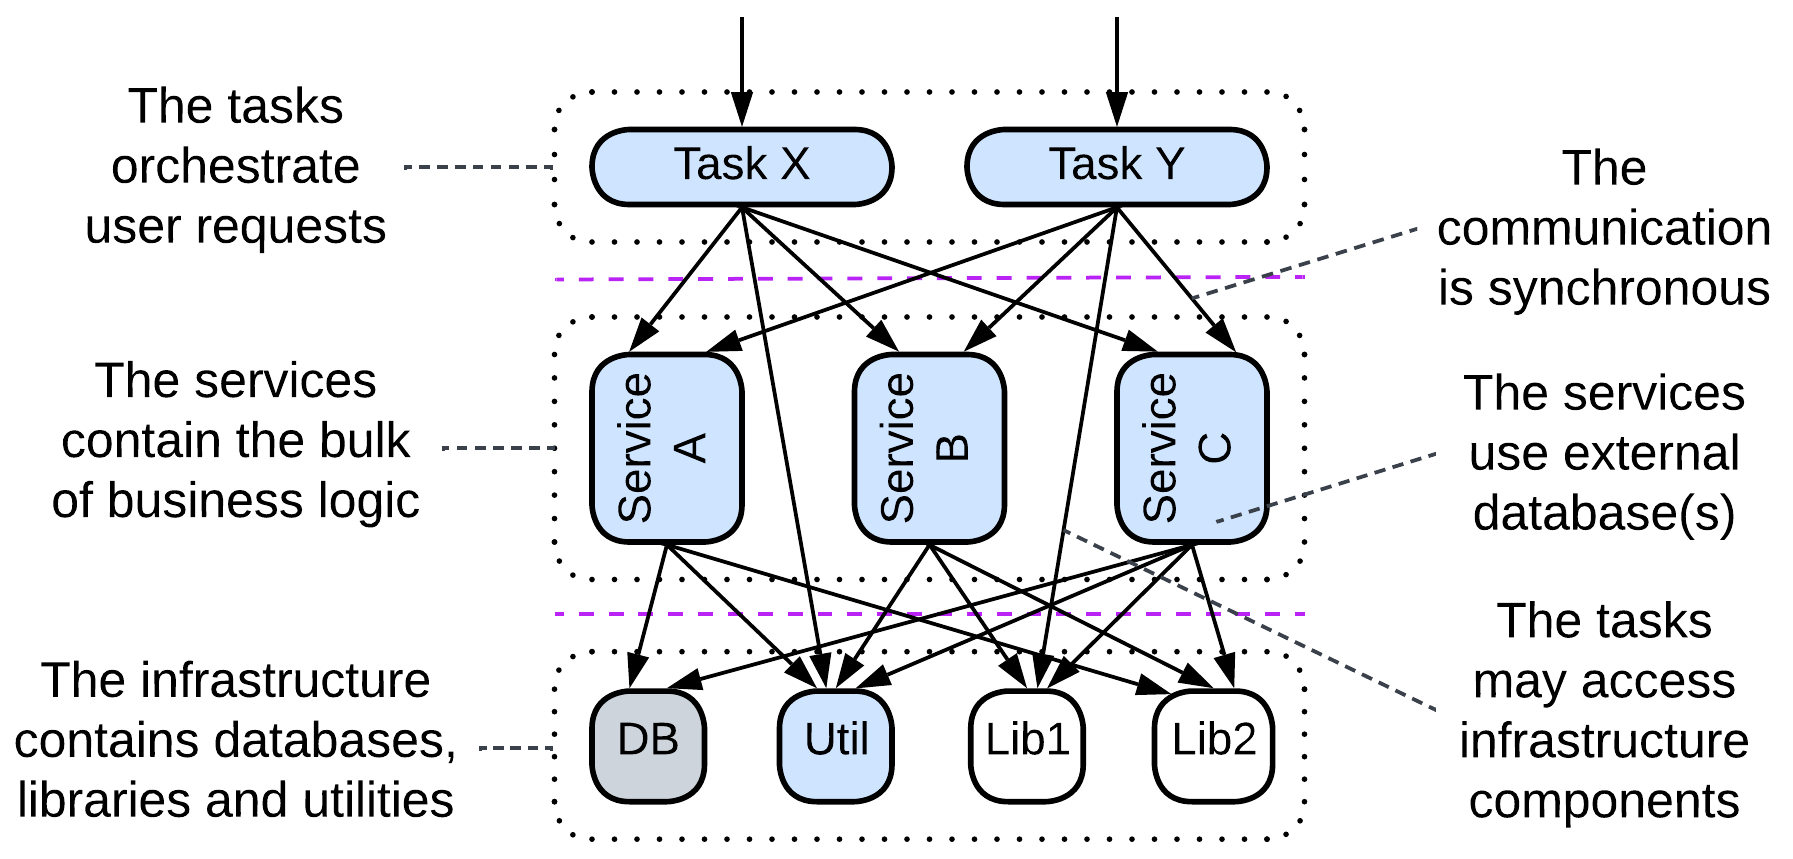 The tasks
orchestrate
user requests
Task X
Task Y
The
communication
is synchronous
The services
contain the bulk
of business logic
Service
A
Service
B
Service
C
The services
use external
database(s)
The infrastructure
contains databases,
libraries and utilities
DB
Util
Lib1
Lib2
The tasks
may access
infrastructure
components